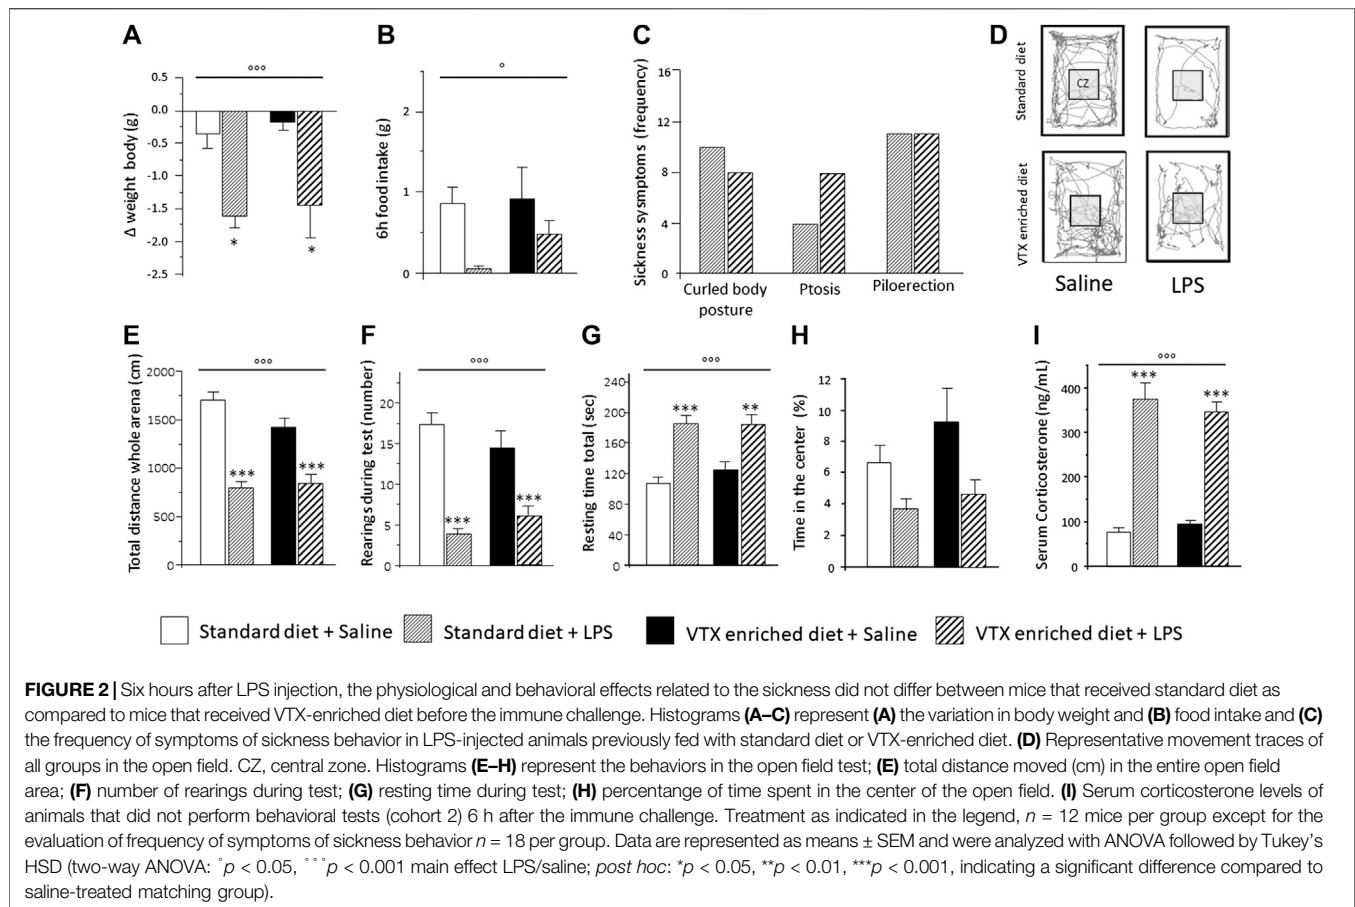 A
B
C
D
°°°
Δ weight body (g)
0.5
0.0
-0.5
-1.0
-1.5
-2.0
-2.5
*
*
°
6h food intake (g)
2
1
0
Sickness symptoms (frequency)
16
12
8
4
0
Curled body
posture
Ptosis
Piloerection
Standard diet
VTX enriched diet
CZ
Saline
LPS
E
F
G
H
I
°°°
Total distance whole arena (cm)
2000
1500
1000
500
0
***
***
°°°
Rearings during test (number)
20
15
10
5
0
***
***
°°°
Resting time total (sec)
240
200
160
120
80
40
0
***
**
Time in the center (%)
12
10
8
6
4
2
0
°°°
Serum Corticosterone (ng/mL)
400
300
200
100
0
***
***
Standard diet + Saline
Standard diet + LPS
VTX enriched diet + Saline
VTX enriched diet + LPS
FIGURE 2 | Six hours after LPS injection, the physiological and behavioral effects related to the sickness did not differ between mice that received standard diet as
compared to mice that received VTX-enriched diet before the immune challenge. Histograms (A–C) represent (A) the variation in body weight and (B) food intake and (C)
the frequency of symptoms of sickness behavior in LPS-injected animals previously fed with standard diet or VTX-enriched diet. (D) Representative movement traces of
all groups in the open field. CZ, central zone. Histograms (E–H) represent the behaviors in the open field test; (E) total distance moved (cm) in the entire open field
area; (F) number of rearings during test; (G) resting time during test; (H) percentage of time spent in the center of the open field. (I) Serum corticosterone levels of
animals that did not perform behavioral tests (cohort 2) 6 h after the immune challenge. Treatment as indicated in the legend, n = 12 mice per group except for the
evaluation of frequency of symptoms of sickness behavior n = 18 per group. Data are represented as means ± SEM and were analyzed with ANOVA followed by Tukey's
HSD (two-way ANOVA: °p < 0.05, °°°p < 0.001 main effect LPS/saline; post hoc: *p < 0.05, **p < 0.01, ***p < 0.001, indicating a significant difference compared to
saline-treated matching group).